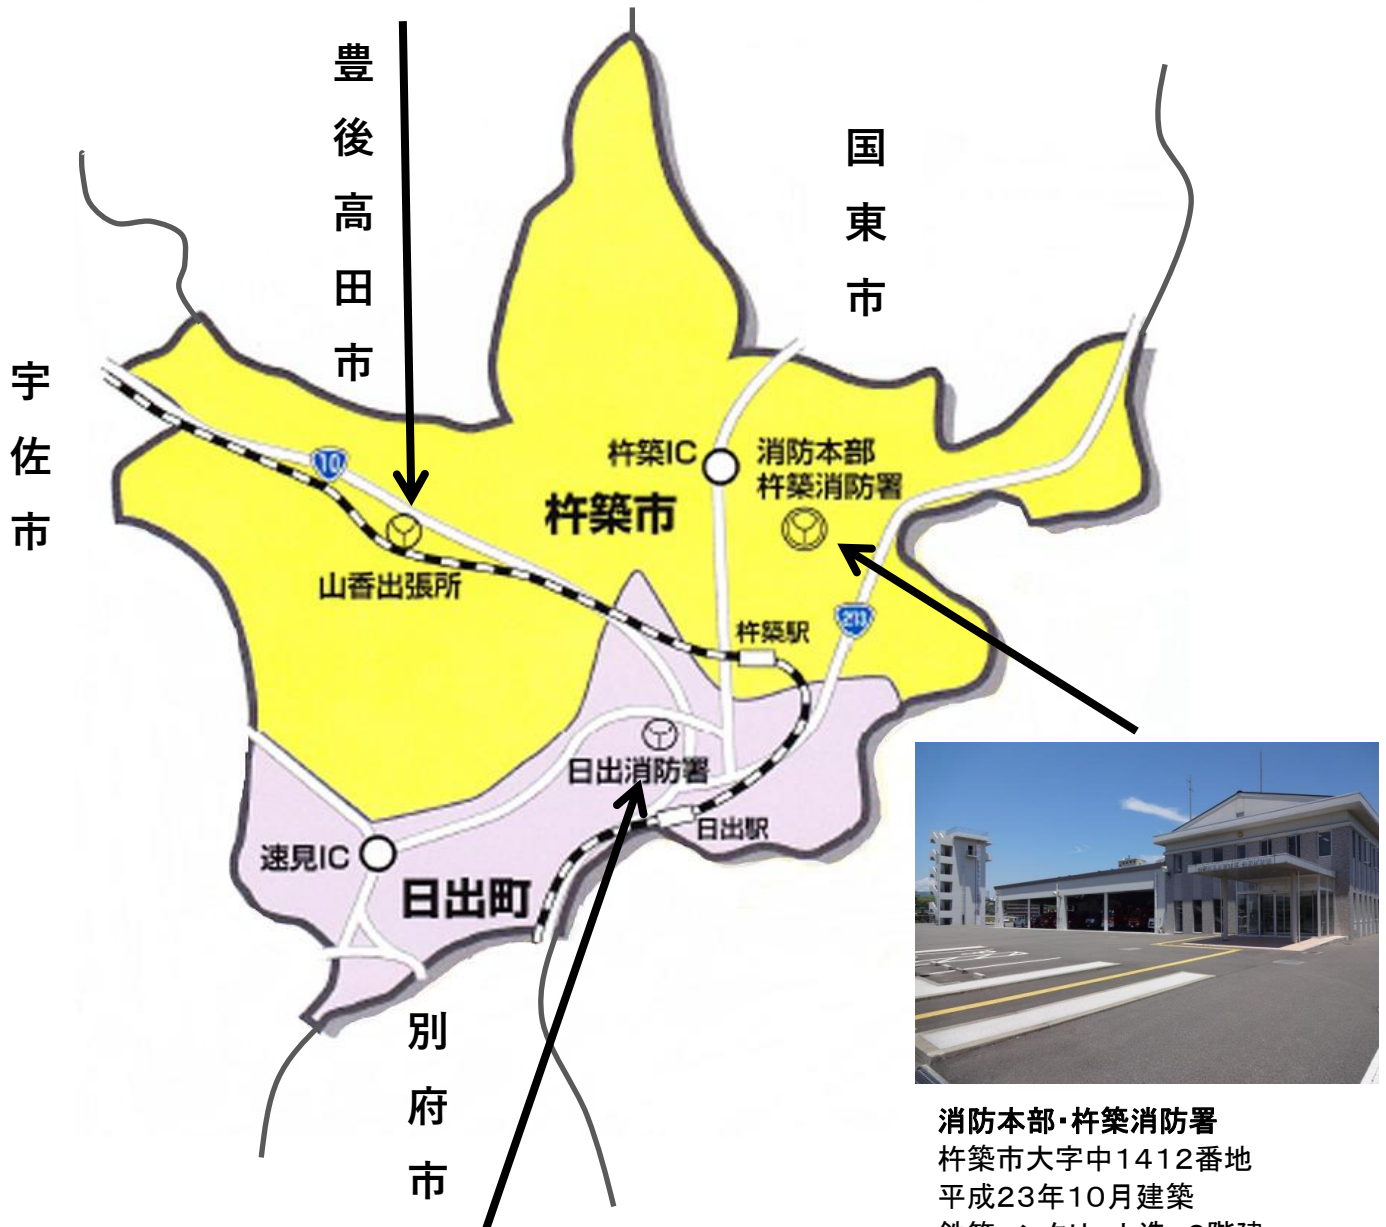 豊後高田市
国東市
宇佐市
10
杵築IC
消防本部
杵築消防署
杵築市
山香出張所
213
杵築駅
日出消防署
日出駅
速見IC
日出町
別府市
消防本部・杵築消防署
杵築市大字中1412番地
平成23年10月建築